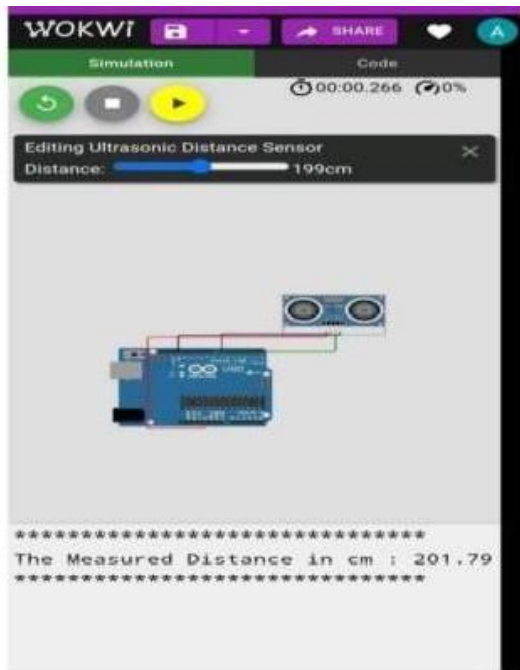 WOKWI
SHARE
A
Simulation
Code
00:00.266
0%
Editing Ultrasonic Distance Sensor
Distance:
199cm
UNO
********************************
The Measured Distance in cm : 201.79
********************************